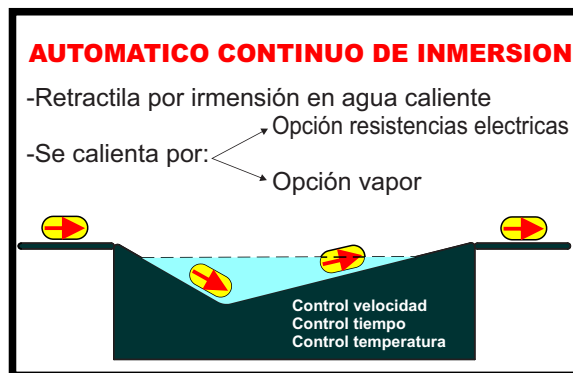 AUTOMATICO CONTINUO DE INMERSION
-Retractila por irmensión en agua caliente
Opción resistencias electricas
-Se calienta por:
Opción vapor
Control velocidad
Control tiempo
Control temperatura